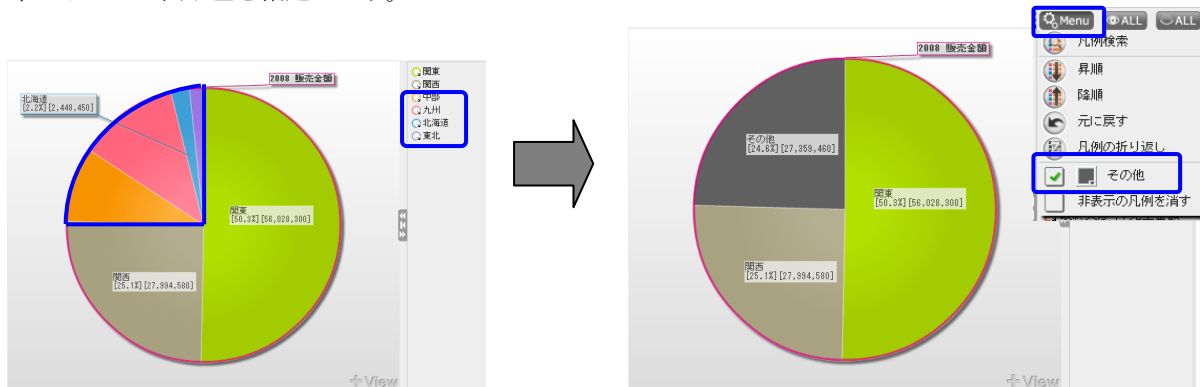 2008 販売金額
北海道
[2.2%][2,448,450]
関東
[50.3%][56,028,300]
関西
[25.1%][27,994,580]
関東
関西
中部
九州
北海道
東北
View
2008 販売金額
その他
[24.6%][27,359,460]
関東
[50.3%][56,028,300]
関西
[25.1%][27,994,580]
View
Menu ALL ALL
凡例検索
昇順
降順
元に戻す
凡例の折り返し
その他
非表示の凡例を消す